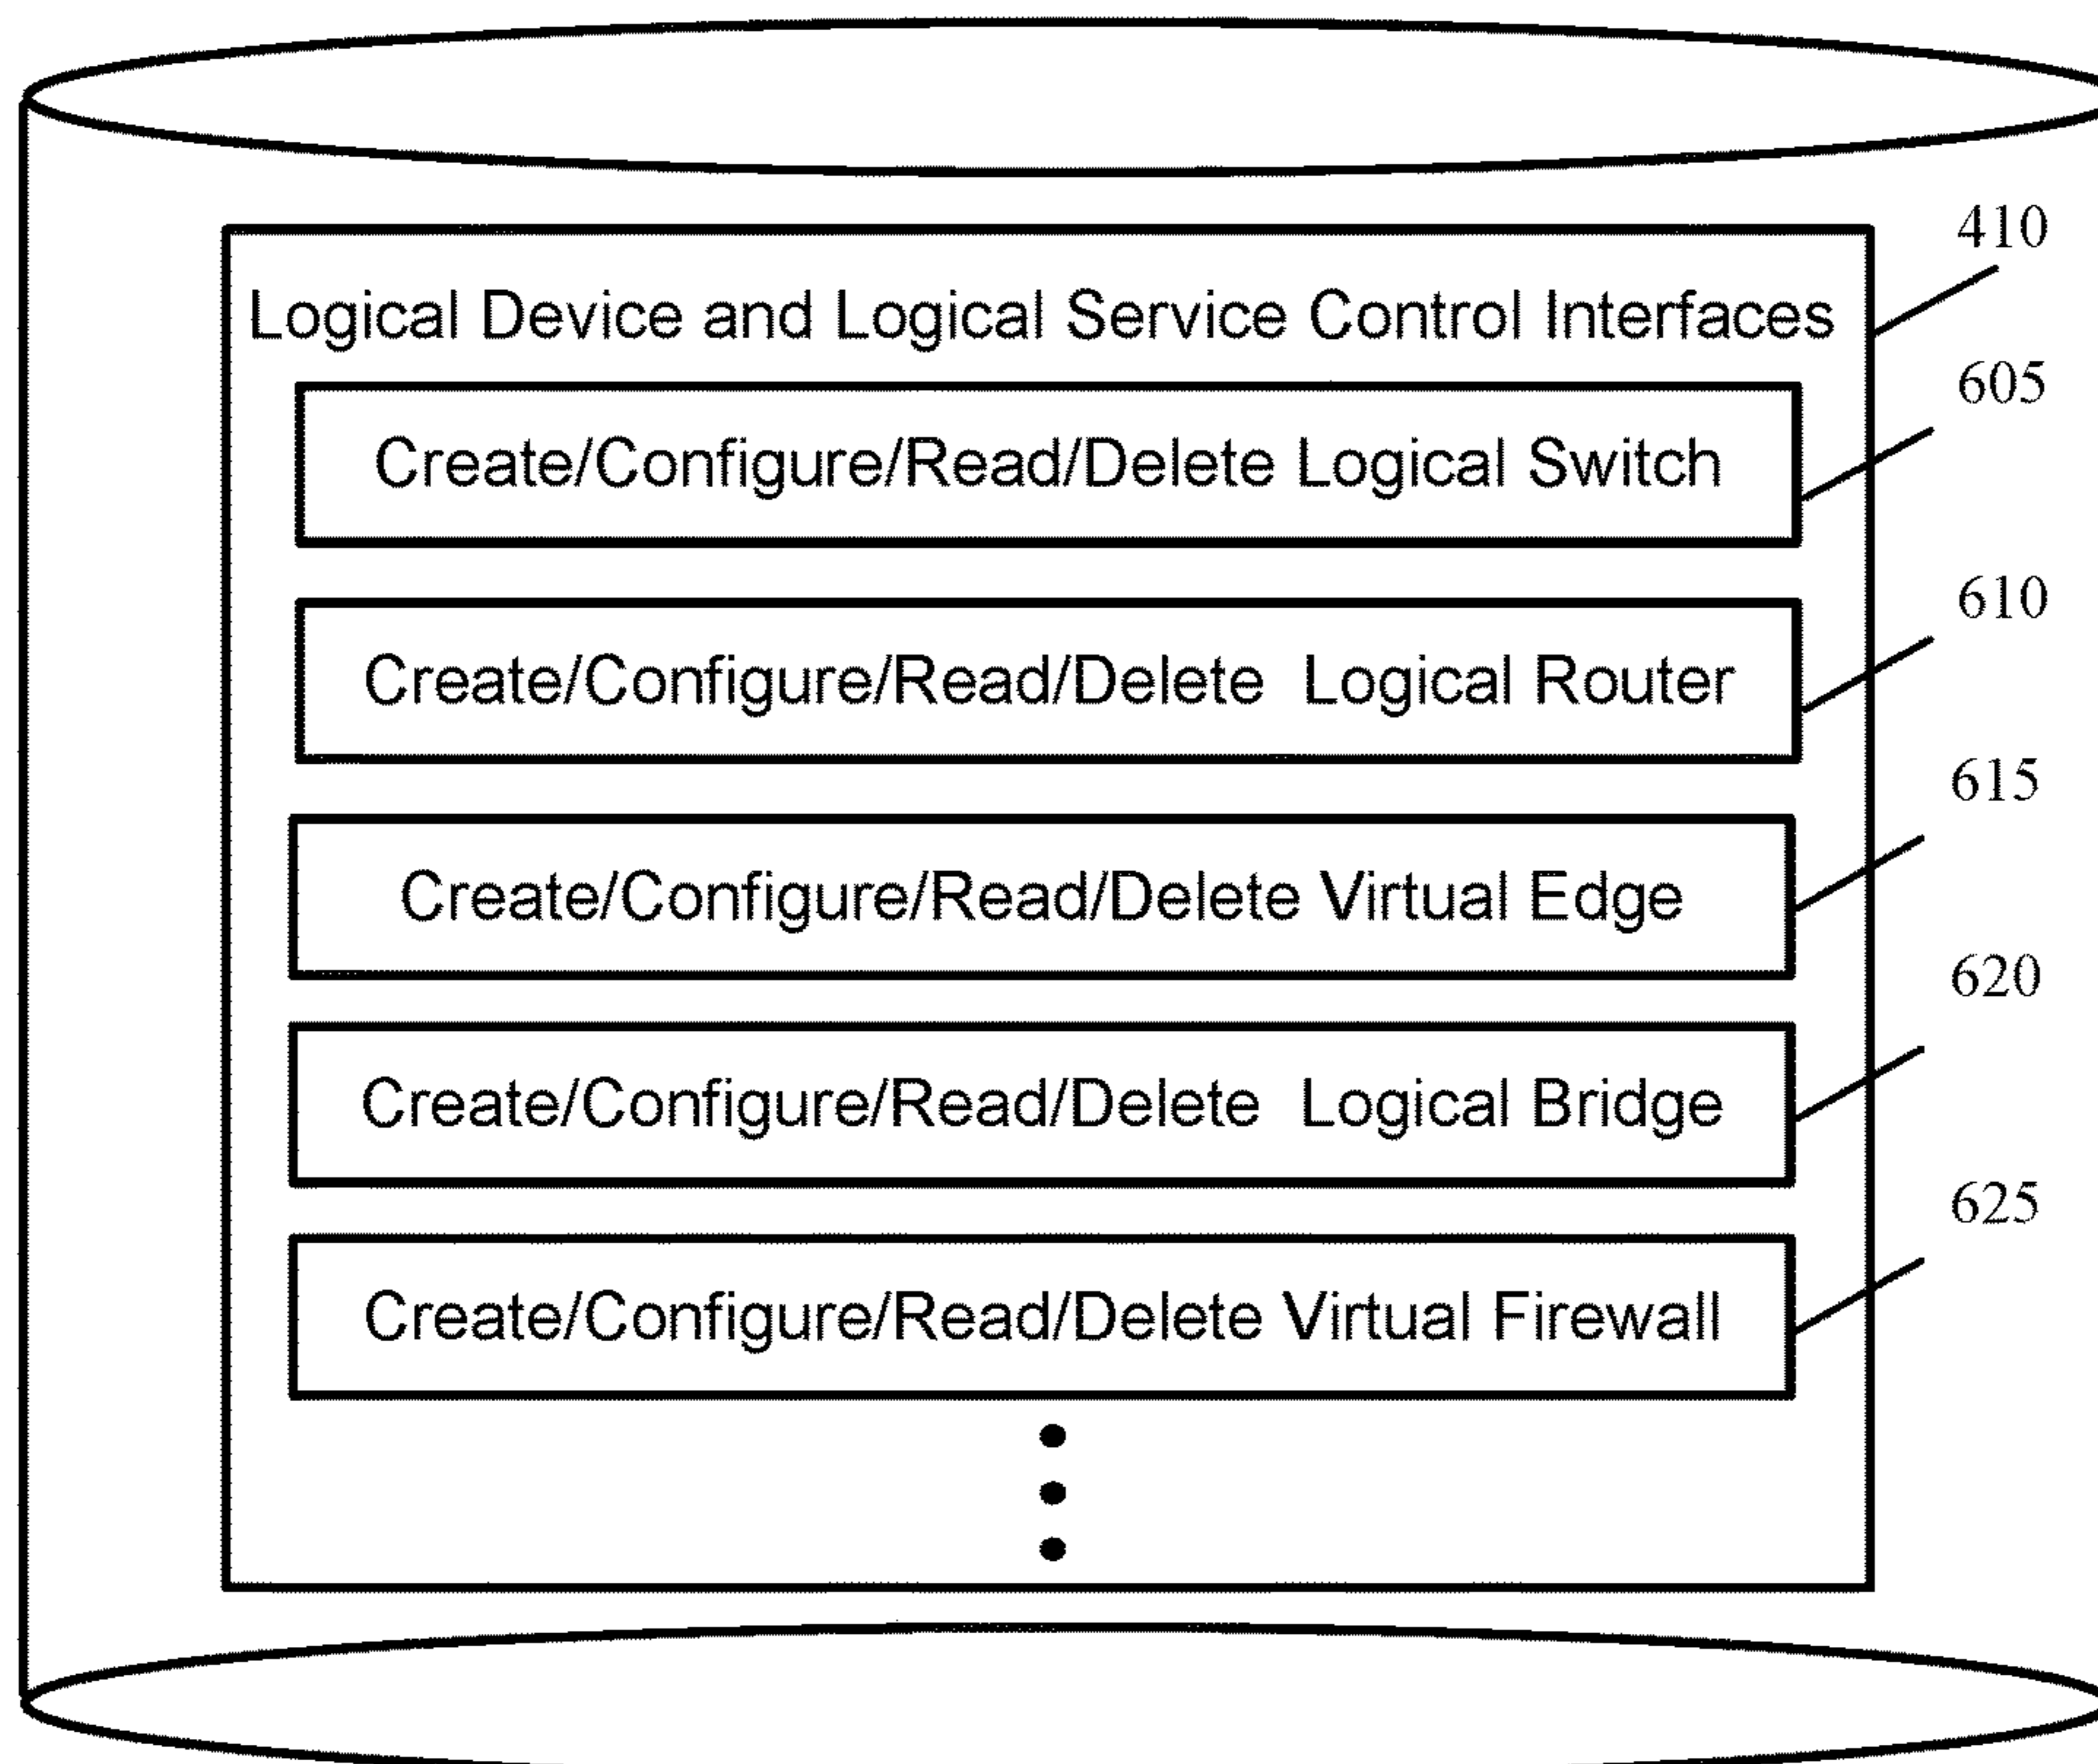 410
Logical Device and Logical Service Control Interfaces
605
Create/Configure/Read/Delete Logical Switch
610
Create/Configure/Read/Delete Logical Router
615
Create/Configure/Read/Delete Virtual Edge
620
Create/Configure/Read/Delete Logical Bridge
625
Create/Configure/Read/Delete Virtual Firewall